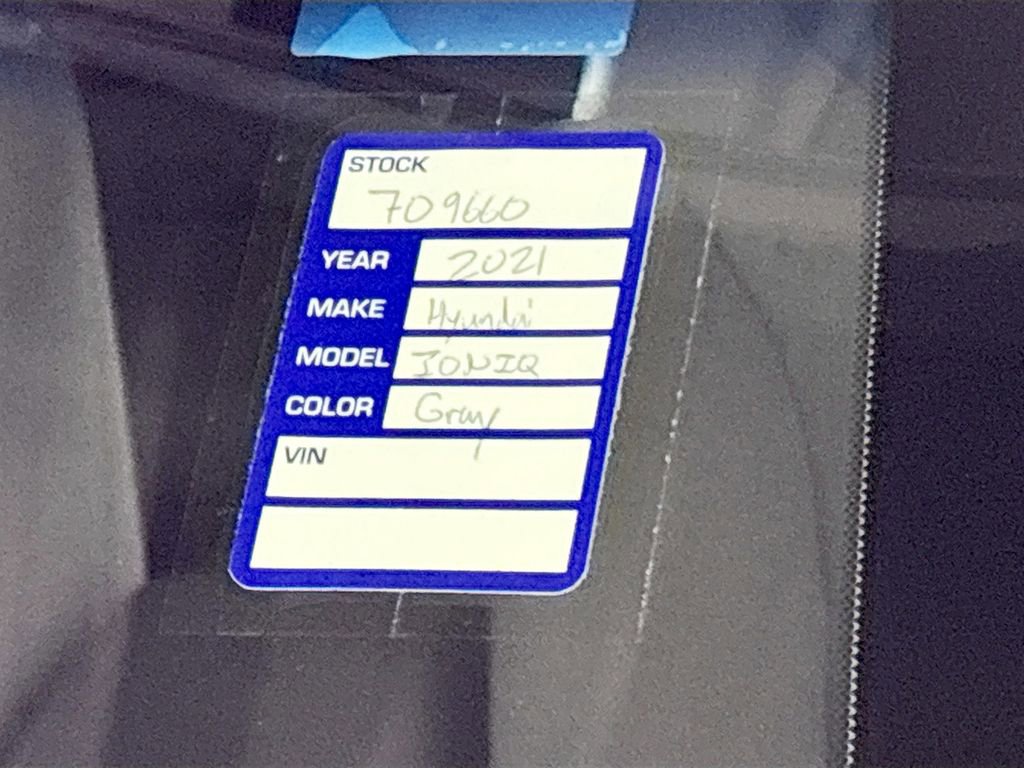 STOCK
709660
YEAR 2021
MAKE Hyundai
MODEL IONIQ
COLOR Gray
VIN